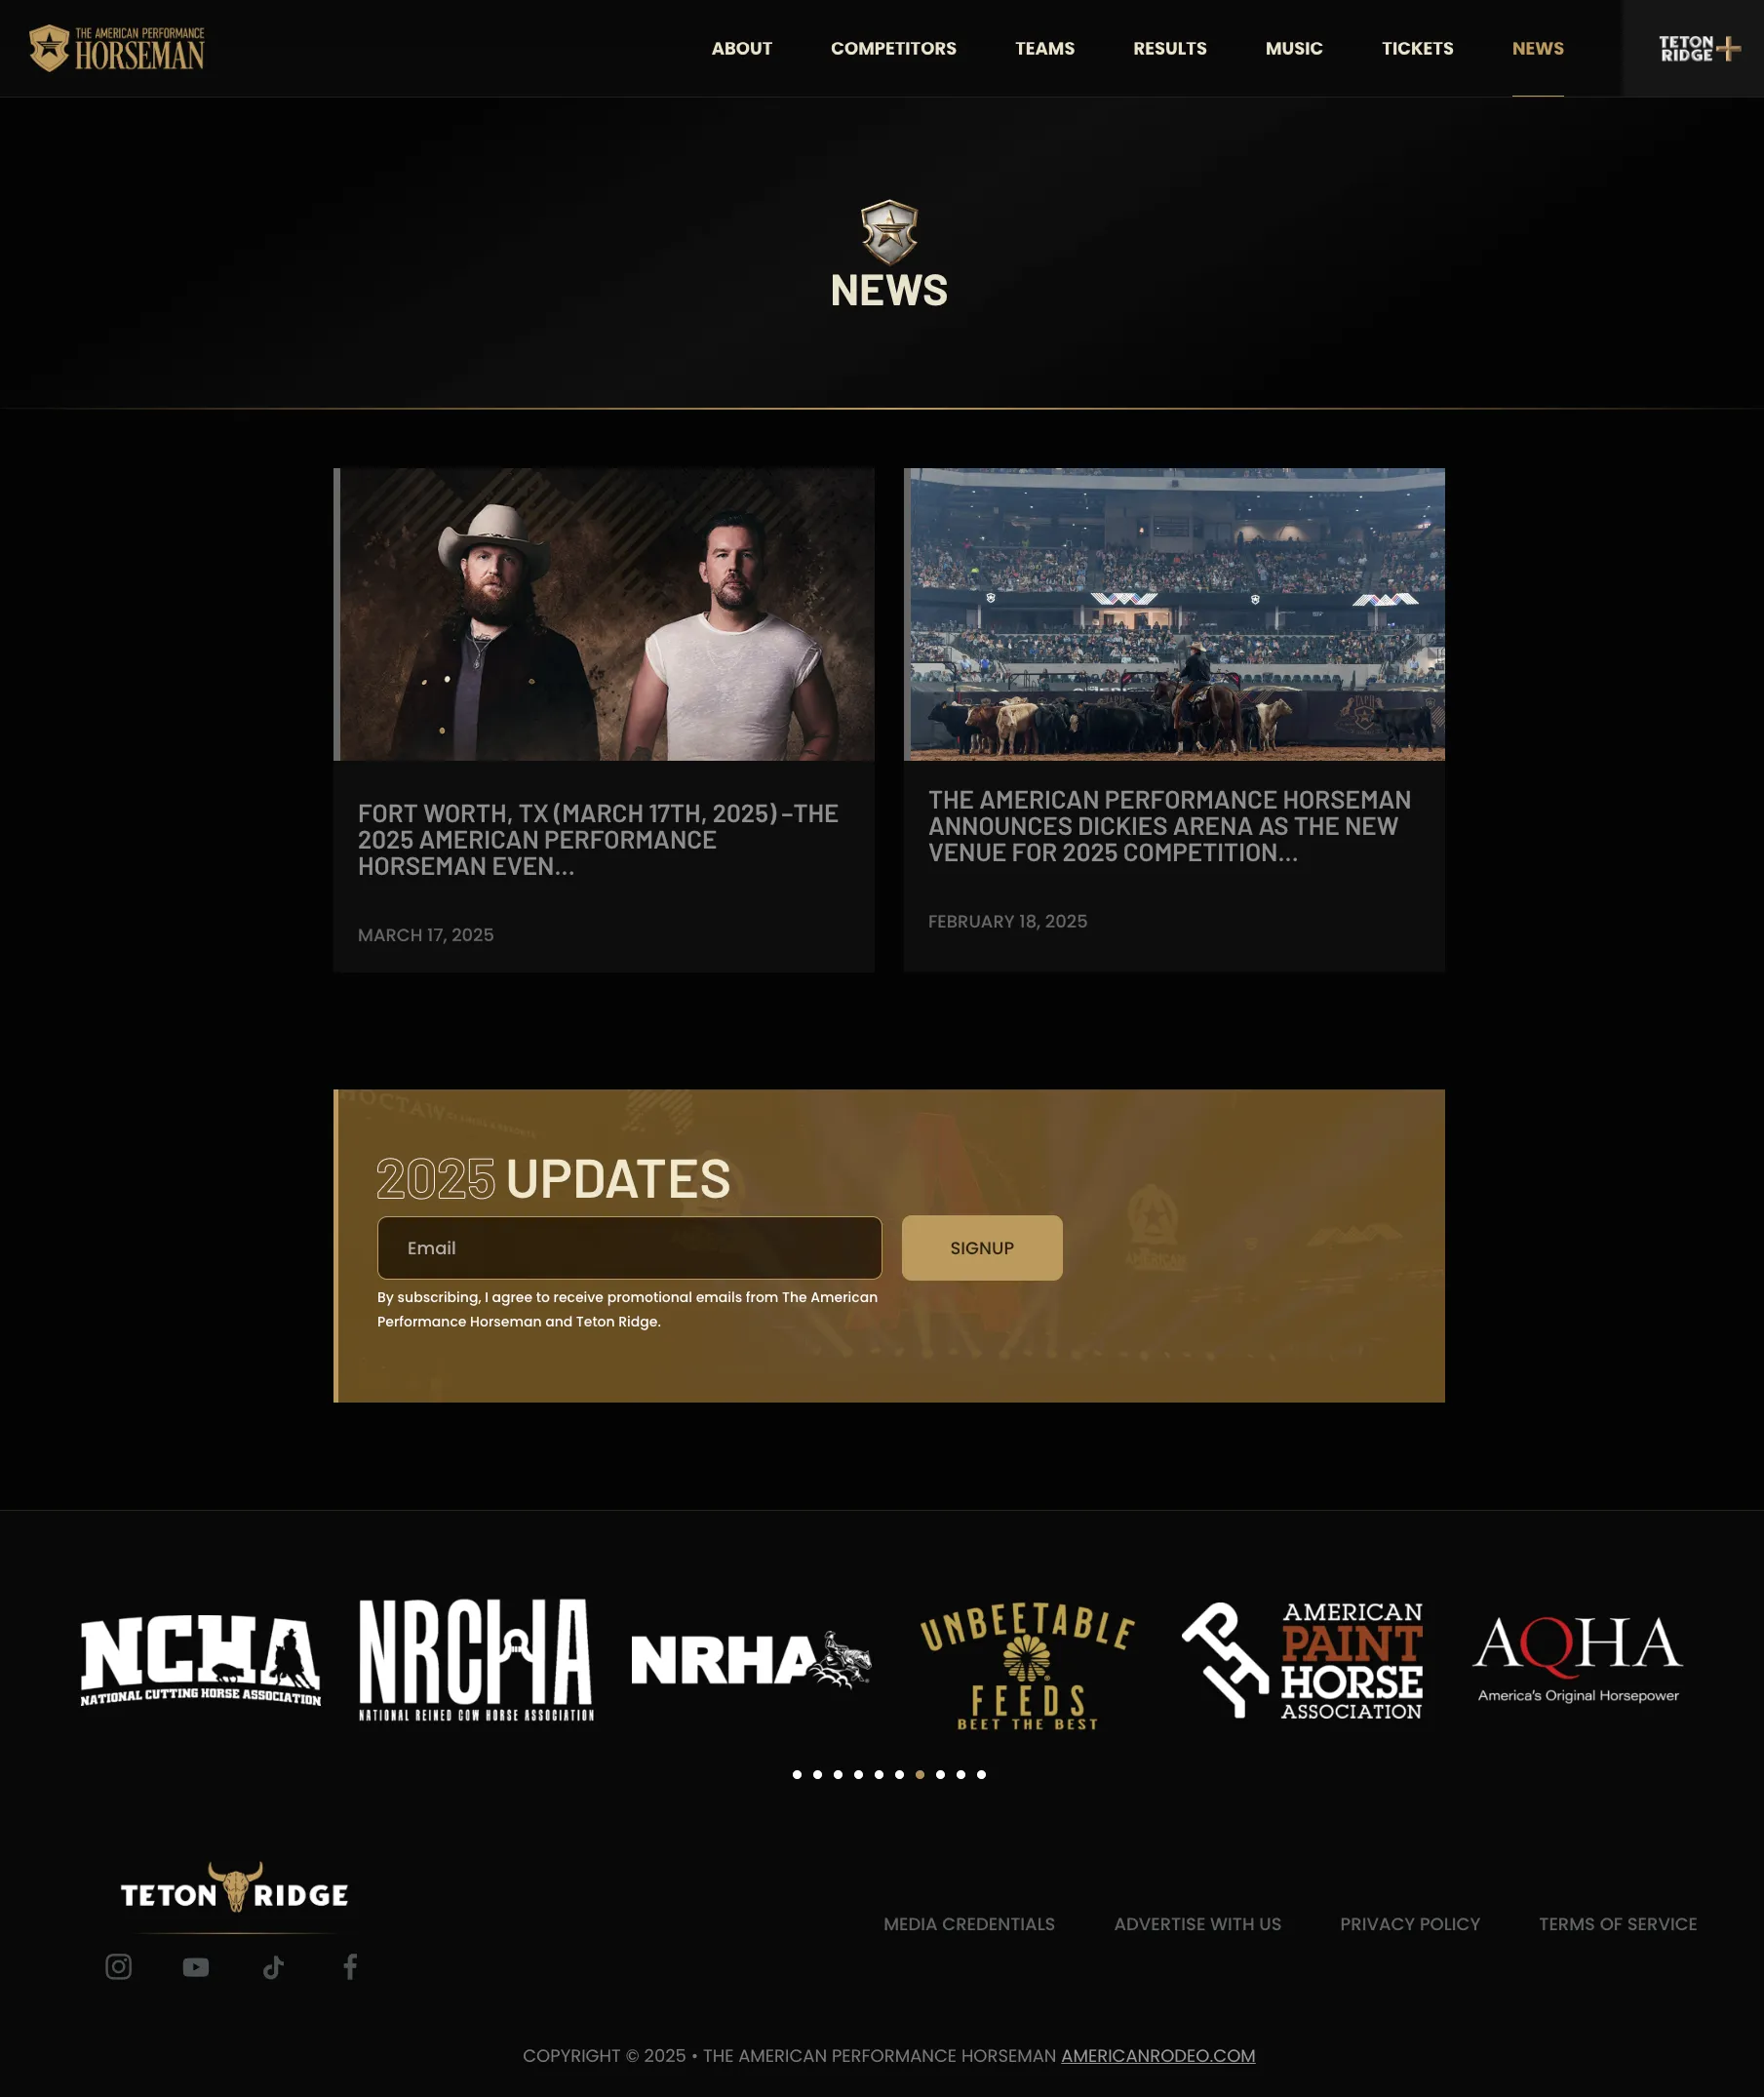 THE AMERICAN PERFORMANCE
HORSEMAN
ABOUT
COMPETITORS
TEAMS
RESULTS
MUSIC
TICKETS
NEWS
TETON
RIDGE
NEWS
FORT WORTH, TX (MARCH 17TH, 2025) –THE
2025 AMERICAN PERFORMANCE
HORSEMAN EVEN...
MARCH 17, 2025
THE AMERICAN PERFORMANCE HORSEMAN
ANNOUNCES DICKIES ARENA AS THE NEW
VENUE FOR 2025 COMPETITION...
FEBRUARY 18, 2025
2025 UPDATES
Email
SIGNUP
By subscribing, I agree to receive promotional emails from The American
Performance Horseman and Teton Ridge.
NCHA
NATIONAL CUTTING HORSE ASSOCIATION
NRCHA
NATIONAL REINED COW HORSE ASSOCIATION
NRHA
UNBEETABLE
FEEDS
BEET THE BEST
AMERICAN
PAINT
HORSE
ASSOCIATION
AQHA
America's Original Horsepower
TETON RIDGE
MEDIA CREDENTIALS
ADVERTISE WITH US
PRIVACY POLICY
TERMS OF SERVICE
COPYRIGHT © 2025 • THE AMERICAN PERFORMANCE HORSEMAN AMERICANRODEO.COM